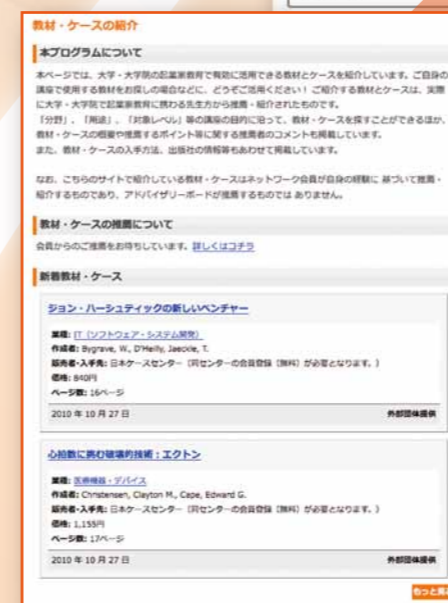 教材・ケースの紹介
本プログラムについて
本ページでは、大学・大学院の起業家教育で有効に活用できる教材とケースを紹介しています。ご自身の
講座で使用する教材をお探しの場合などに、どうぞご活用ください！ ご紹介する教材とケースは、実際
に大学・大学院で起業家教育に携わる先生方から推薦・紹介されたものです。
「分野」、「用途」、「対象レベル」等の講座の目的に沿って、教材・ケースを探すことができるほか、
教材・ケースの概要や推薦するポイント等に関する推薦者のコメントも掲載しています。
また、教材・ケースの入手方法、出版社の情報等もあわせて掲載しています。
なお、こちらのサイトで紹介している教材・ケースはネットワーク会員が自身の経験に 基づいて推薦・
紹介するものであり、アドバイザリーボードが推薦するものでは ありません。
教材・ケースの推薦について
会員からのご推薦をお待ちしています。詳しくはコチラ
新着教材・ケース
ジョン・ハーシュティックの新しいベンチャー
業種: IT（ソフトウェア・システム開発）
作成者: Bygrave, W., D'Heilly, Jaeckle, T.
販売者・入手先: 日本ケースセンター（同センターの会員登録（無料）が必要となります。）
価格: 840円
ページ数: 16ページ
2010 年 10 月 27 日 外部団体提供
心拍数に挑む破壊的技術：エクトン
業種: 医療機器・デバイス
作成者: Christensen, Clayton M., Cape, Edward G.
販売者・入手先: 日本ケースセンター（同センターの会員登録（無料）が必要となります。）
価格: 1,155円
ページ数: 17ページ
2010 年 10 月 27 日 外部団体提供
もっと見る